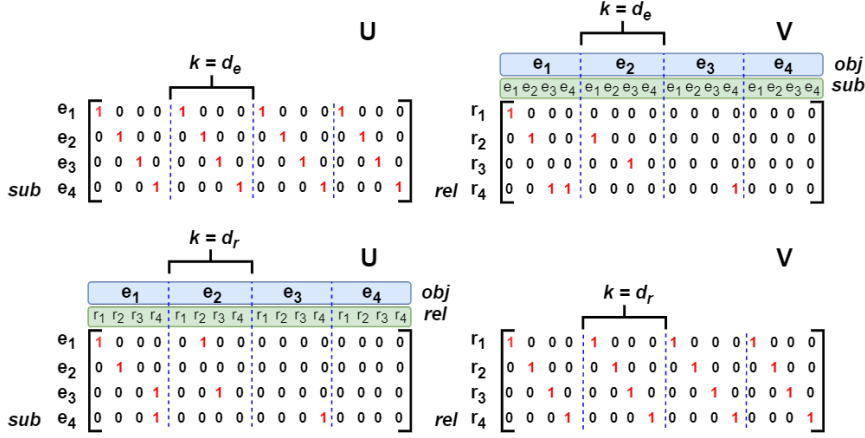 U
k = dₑ
e₁ 1 0 0 0 1 0 0 0 1 0 0 0 1 0 0 0
e₂ 0 1 0 0 0 1 0 0 0 1 0 0 0 1 0 0
e₃ 0 0 1 0 0 0 1 0 0 0 1 0 0 0 1 0
sub e₄ 0 0 0 1 0 0 0 1 0 0 0 1 0 0 0 1
k = dₑ
V
e₁ e₂ e₃ e₄ obj
e₁ e₂ e₃ e₄ e₁ e₂ e₃ e₄ e₁ e₂ e₃ e₄ e₁ e₂ e₃ e₄ sub
r₁ 1 0 0 0 0 0 0 0 0 0 0 0 0 0 0 0
r₂ 0 1 0 0 1 0 0 0 0 0 0 0 0 0 0 0
r₃ 0 0 0 0 0 0 1 0 0 0 0 0 0 0 0 0
rel r₄ 0 0 1 1 0 0 0 0 0 0 0 1 0 0 0 0
k = dᵣ
U
e₁ e₂ e₃ e₄ obj
r₁ r₂ r₃ r₄ r₁ r₂ r₃ r₄ r₁ r₂ r₃ r₄ r₁ r₂ r₃ r₄ rel
e₁ 1 0 0 0 0 1 0 0 0 0 0 0 0 0 0 0
e₂ 0 1 0 0 0 0 0 0 0 0 0 0 0 0 0 0
e₃ 0 0 0 1 0 0 1 0 0 0 0 0 0 0 0 0
sub e₄ 0 0 0 1 0 0 0 0 0 0 0 1 0 0 0 0
V
k = dᵣ
r₁ 1 0 0 0 1 0 0 0 1 0 0 0 1 0 0 0
r₂ 0 1 0 0 0 1 0 0 0 1 0 0 0 1 0 0
r₃ 0 0 1 0 0 0 1 0 0 0 1 0 0 0 1 0
rel r₄ 0 0 0 1 0 0 0 1 0 0 0 1 0 0 0 1